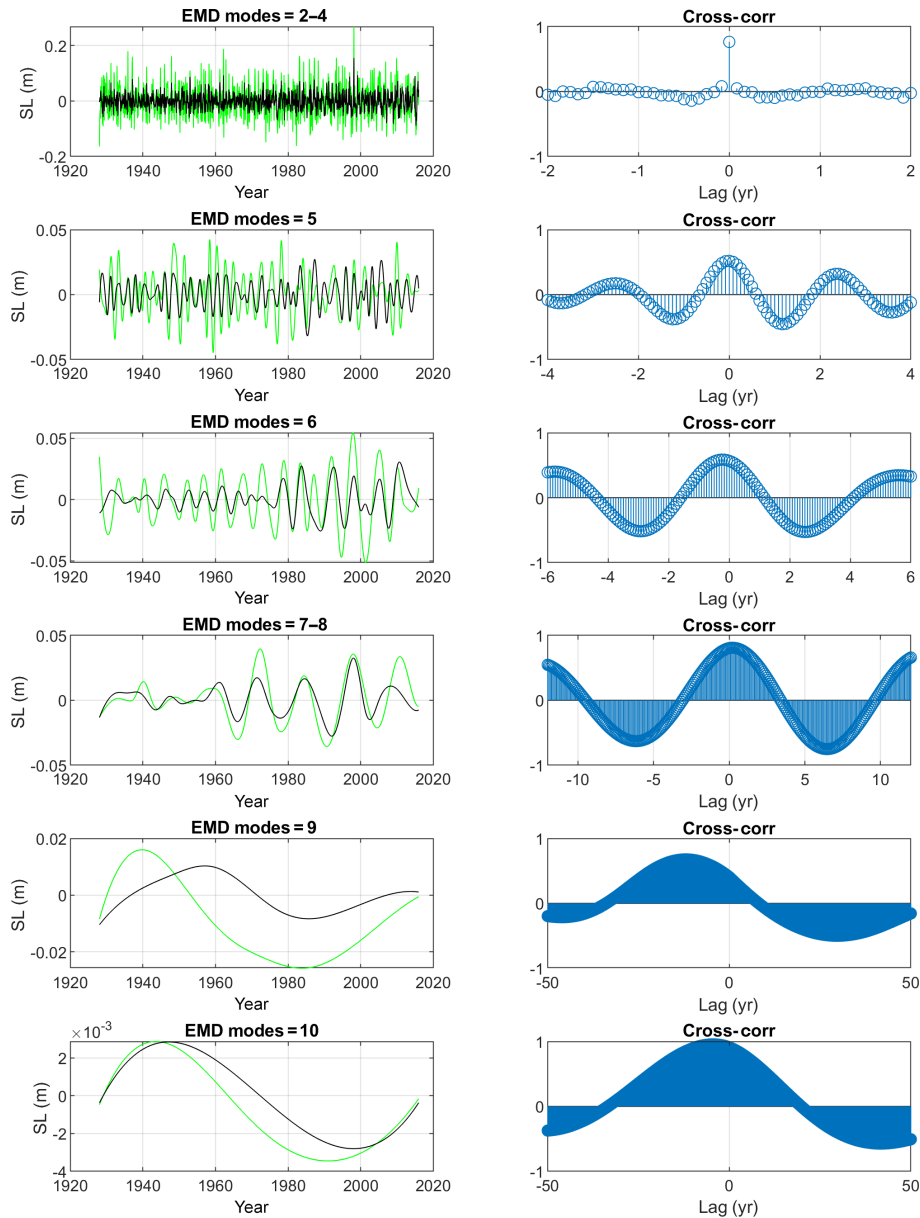 EMD modes = 2–4
SL (m)
0.2
0
-0.2
1920 1940 1960 1980 2000 2020
Year
Cross-corr
1
0
-1
-2 -1 0 1 2
Lag (yr)
EMD modes = 5
SL (m)
0.05
0
-0.05
1920 1940 1960 1980 2000 2020
Year
Cross-corr
1
0
-1
-4 -2 0 2 4
Lag (yr)
EMD modes = 6
SL (m)
0.05
0
-0.05
1920 1940 1960 1980 2000 2020
Year
Cross-corr
1
0
-1
-6 -4 -2 0 2 4 6
Lag (yr)
EMD modes = 7–8
SL (m)
0.05
0
-0.05
1920 1940 1960 1980 2000 2020
Year
Cross-corr
1
0
-1
-10 -5 0 5 10
Lag (yr)
EMD modes = 9
SL (m)
0.02
0
-0.02
1920 1940 1960 1980 2000 2020
Year
Cross-corr
1
0
-1
-50 0 50
Lag (yr)
×10⁻³
EMD modes = 10
SL (m)
2
0
-2
-4
1920 1940 1960 1980 2000 2020
Year
Cross-corr
1
0
-1
-50 0 50
Lag (yr)